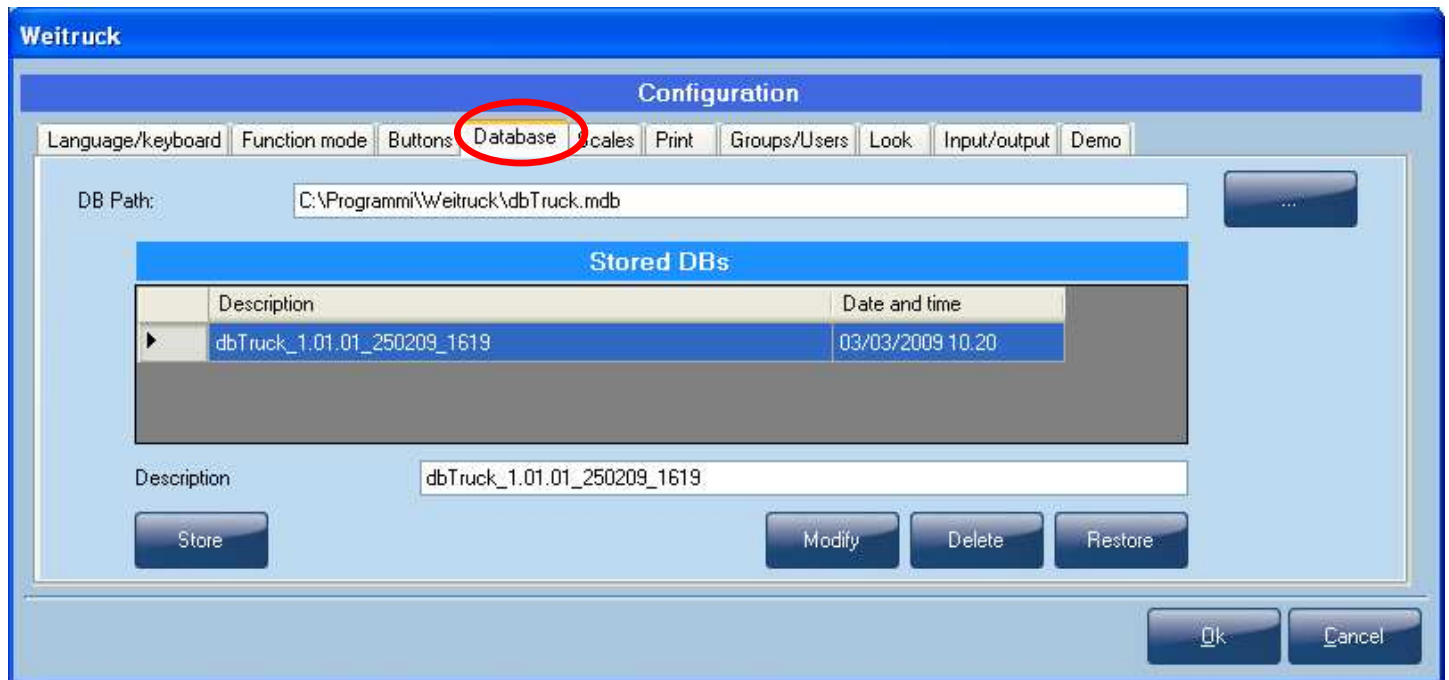 Weitruck
Configuration
Language/keyboard Function mode Buttons Database Scales Print Groups/Users Look Input/output Demo
DB Path: C:\Programmi\Weitruck\dbTruck.mdb ...
Stored DBs
Description Date and time
dbTruck_1.01.01_250209_1619 03/03/2009 10.20
Description dbTruck_1.01.01_250209_1619
Store Modify Delete Restore
Ok Cancel